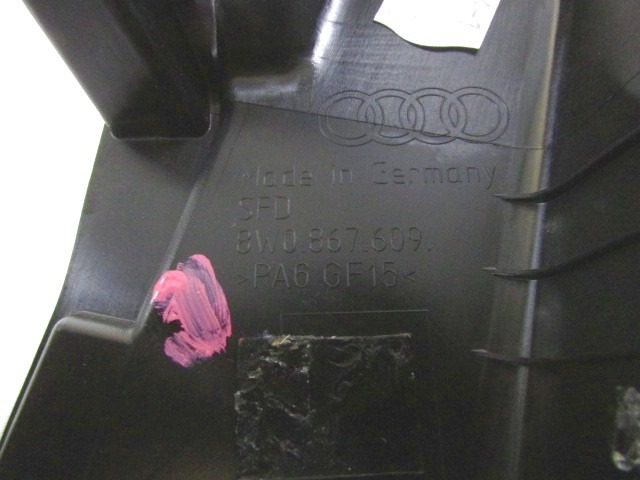 Made in Germany
SFD
8W0.867.609.
>PA6 GF15<